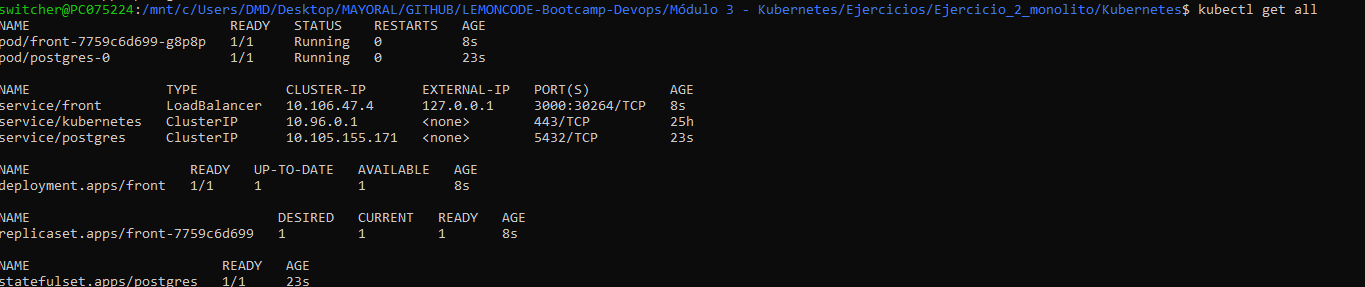 switcher@PC075224:/mnt/c/Users/DMD/Desktop/MAYORAL/GITHUB/LEMONCODE-Bootcamp-Devops/Módulo 3 - Kubernetes/Ejercicios/Ejercicio_2_monolito/Kubernetes$ kubectl get all
NAME READY STATUS RESTARTS AGE
pod/front-7759c6d699-g8p8p 1/1 Running 0 8s
pod/postgres-0 1/1 Running 0 23s
NAME TYPE CLUSTER-IP EXTERNAL-IP PORT(S) AGE
service/front LoadBalancer 10.106.47.4 127.0.0.1 3000:30264/TCP 8s
service/kubernetes ClusterIP 10.96.0.1 <none> 443/TCP 25h
service/postgres ClusterIP 10.105.155.171 <none> 5432/TCP 23s
NAME READY UP-TO-DATE AVAILABLE AGE
deployment.apps/front 1/1 1 1 8s
NAME DESIRED CURRENT READY AGE
replicaset.apps/front-7759c6d699 1 1 1 8s
NAME READY AGE
statefulset.apps/postgres 1/1 23s